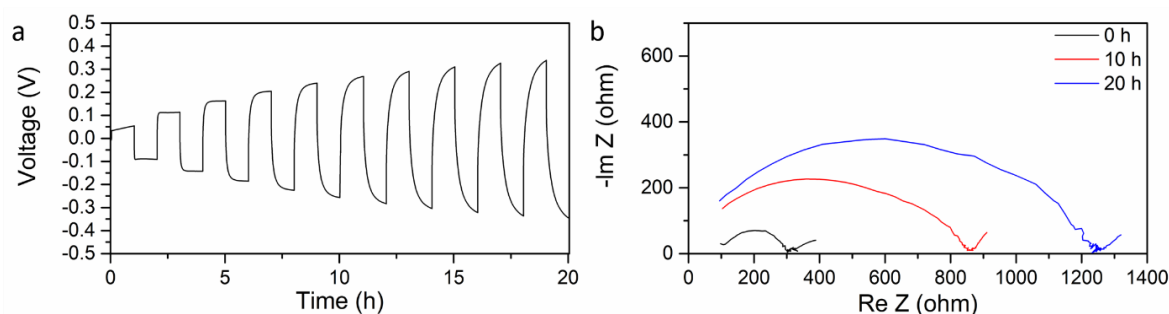 a
Voltage (V)
0.5
0.4
0.3
0.2
0.1
0.0
-0.1
-0.2
-0.3
-0.4
-0.5
0 5 10 15 20
Time (h)
b
-Im Z (ohm)
600
400
200
0
0 200 400 600 800 1000 1200 1400
Re Z (ohm)
0 h
10 h
20 h